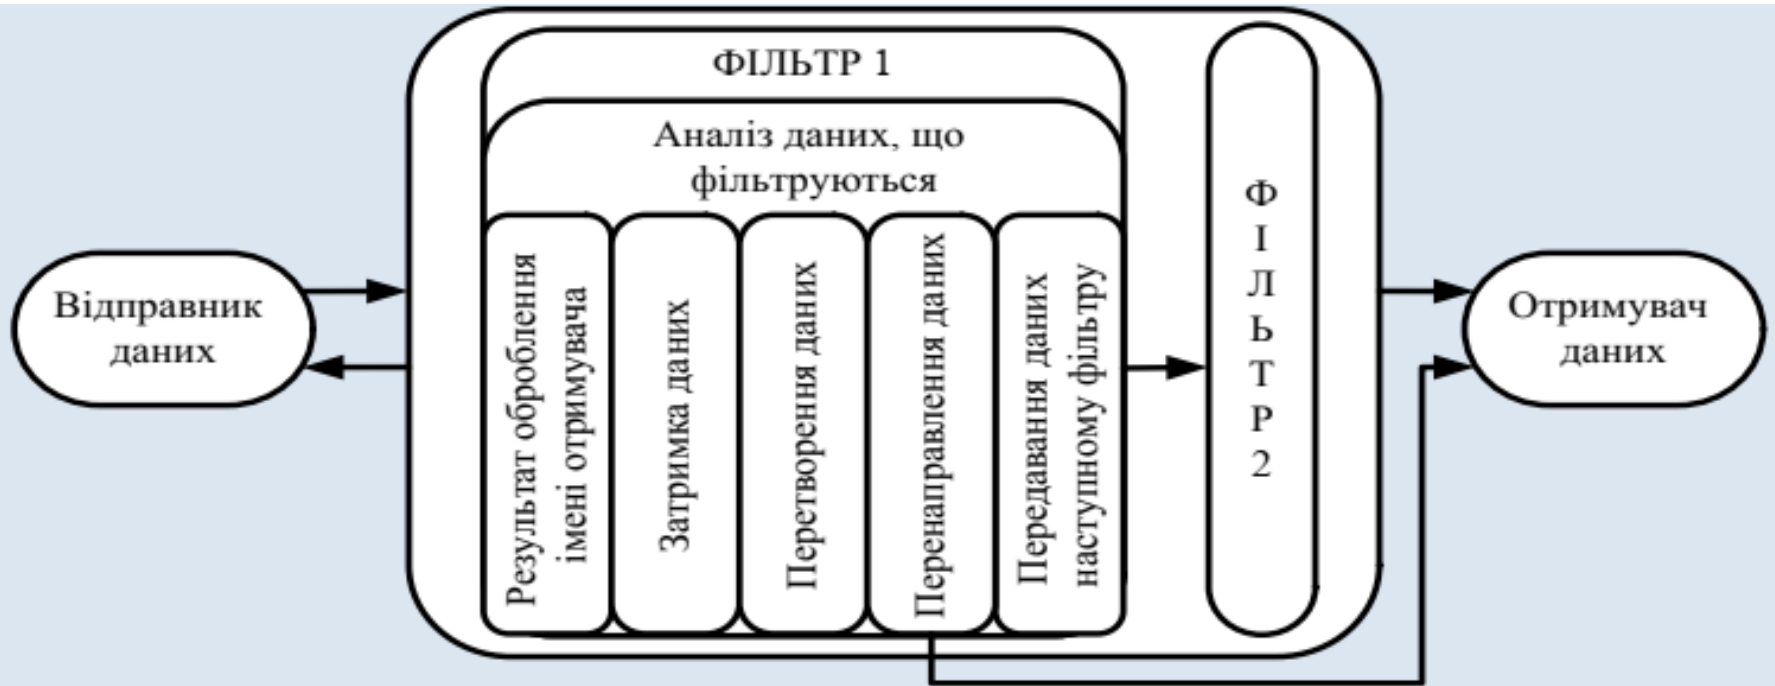 ФІЛЬТР 1
Аналіз даних, що
фільтруються
Відправник
даних
Результат оброблення
імені отримувача
Затримка даних
Перетворення даних
Перенаправлення даних
Передавання даних
наступному фільтру
ФІЛЬТР2
Отримувач
даних